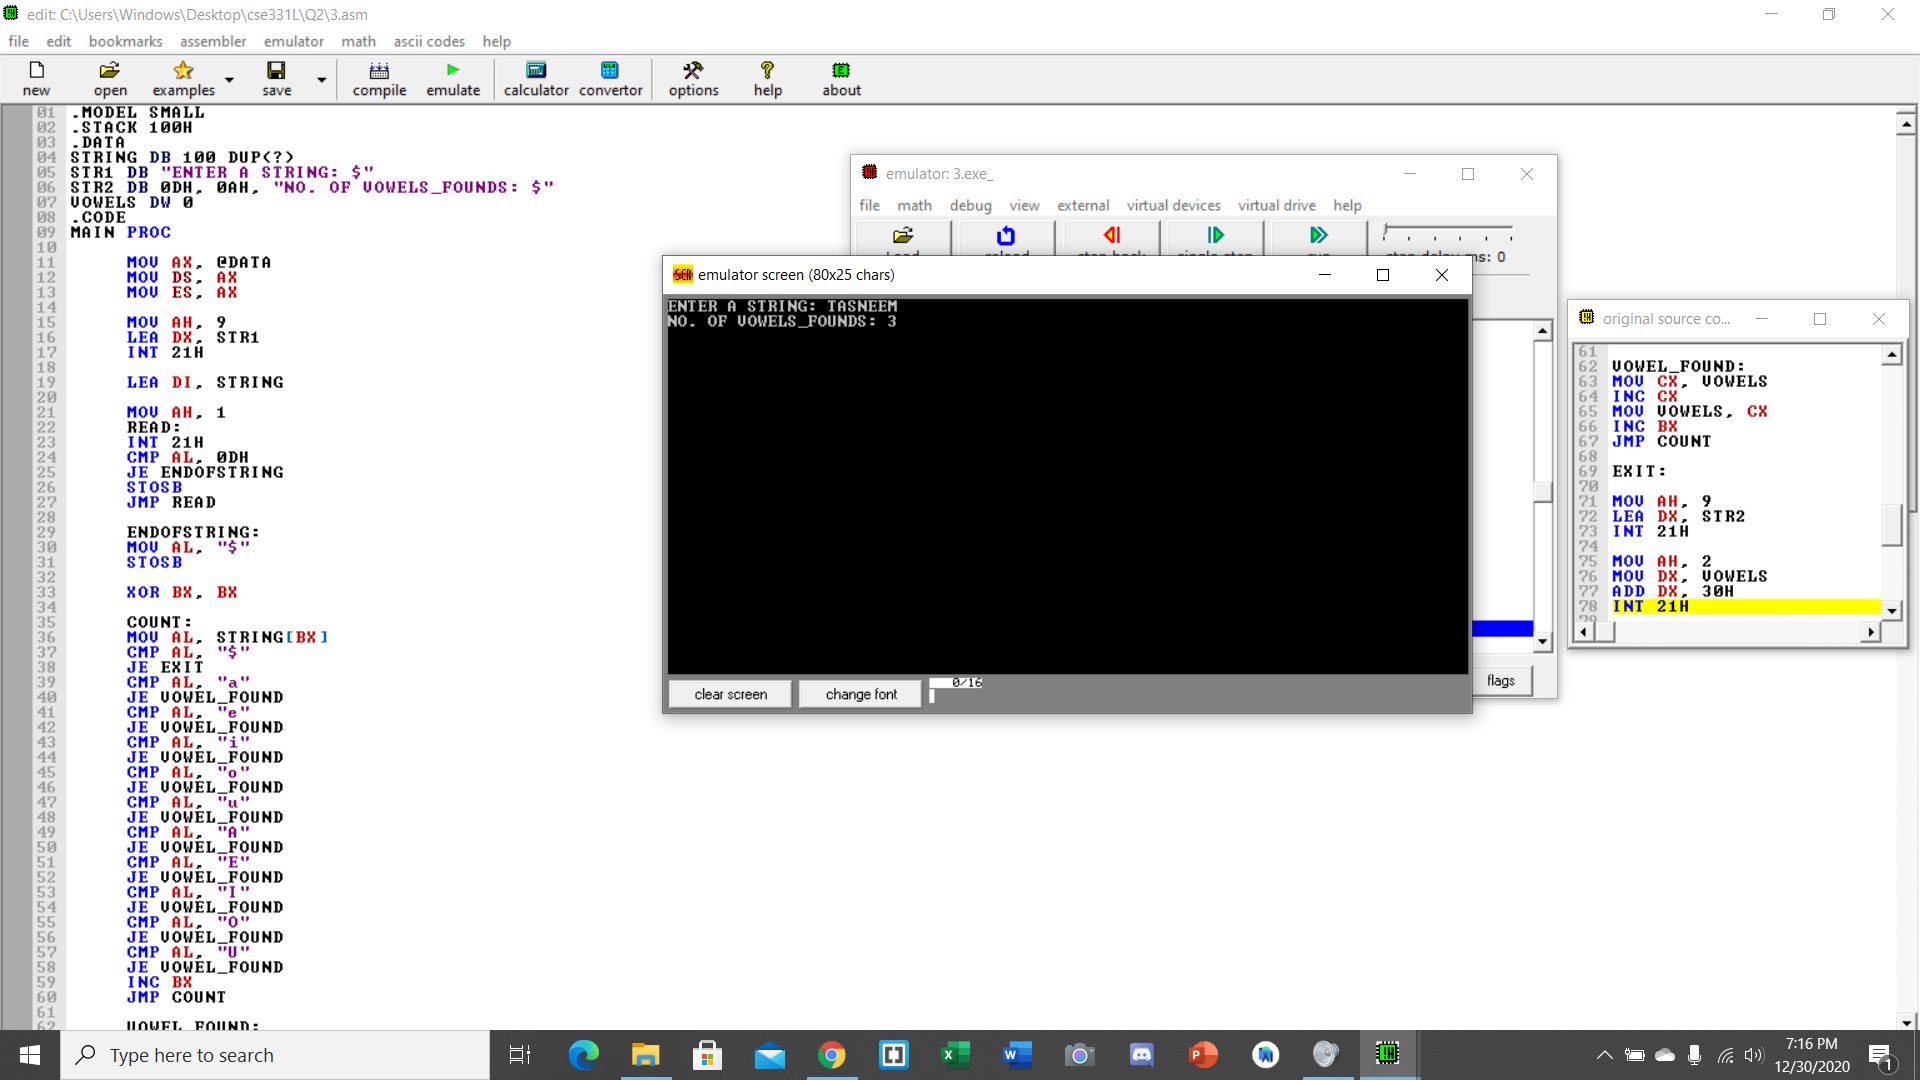 edit: C:\Users\Windows\Desktop\cse331L\Q2\3.asm
file edit bookmarks assembler emulator math ascii codes help
new open examples save compile emulate calculator convertor options help about
01 .MODEL SMALL
02 .STACK 100H
03 .DATA
04 STRING DB 100 DUP(?)
05 STR1 DB "ENTER A STRING: $"
06 STR2 DB 0DH, 0AH, "NO. OF VOWELS_FOUNDS: $"
07 VOWELS DW 0
08 .CODE
09 MAIN PROC
10
11 MOV AX, @DATA
12 MOV DS, AX
13 MOV ES, AX
14
15 MOV AH, 9
16 LEA DX, STR1
17 INT 21H
18
19 LEA DI, STRING
20
21 MOV AH, 1
22 READ:
23 INT 21H
24 CMP AL, 0DH
25 JE ENDOFSTRING
26 STOSB
27 JMP READ
28
29 ENDOFSTRING:
30 MOV AL, "$"
31 STOSB
32
33 XOR BX, BX
34
35 COUNT:
36 MOV AL, STRING[BX]
37 CMP AL, "$"
38 JE EXIT
39 CMP AL, "a"
40 JE VOWEL_FOUND
41 CMP AL, "e"
42 JE VOWEL_FOUND
43 CMP AL, "i"
44 JE VOWEL_FOUND
45 CMP AL, "o"
46 JE VOWEL_FOUND
47 CMP AL, "u"
48 JE VOWEL_FOUND
49 CMP AL, "A"
50 JE VOWEL_FOUND
51 CMP AL, "E"
52 JE VOWEL_FOUND
53 CMP AL, "I"
54 JE VOWEL_FOUND
55 CMP AL, "O"
56 JE VOWEL_FOUND
57 CMP AL, "U"
58 JE VOWEL_FOUND
59 INC BX
60 JMP COUNT
61
62 VOWEL_FOUND:
emulator: 3.exe_
file math debug view external virtual devices virtual drive help
Load reload step back single step run step delay ms: 0
emulator screen (80x25 chars)
ENTER A STRING: TASNEEM
NO. OF VOWELS_FOUNDS: 3
clear screen change font 0/16
flags
original source co...
61
62 VOWEL_FOUND:
63 MOV CX, VOWELS
64 INC CX
65 MOV VOWELS, CX
66 INC BX
67 JMP COUNT
68
69 EXIT:
70
71 MOV AH, 9
72 LEA DX, STR2
73 INT 21H
74
75 MOV AH, 2
76 MOV DX, VOWELS
77 ADD DX, 30H
78 INT 21H
79
Type here to search
7:16 PM
12/30/2020
1